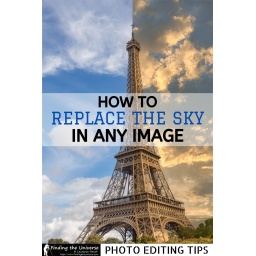 HOW TO
REPLACE THE SKY
IN ANY IMAGE
Finding the Universe
PHOTO EDITING TIPS